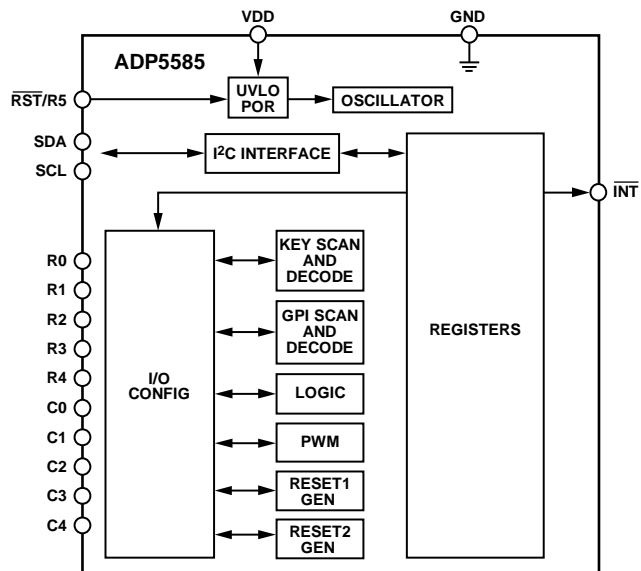 VDD
GND
ADP5585
RST/R5
UVLO
POR
OSCILLATOR
SDA
I²C INTERFACE
SCL
INT
R0
KEY SCAN
AND
DECODE
R1
R2
GPI SCAN
AND
DECODE
REGISTERS
R3
R4
I/O
CONFIG
LOGIC
C0
C1
PWM
C2
C3
RESET1
GEN
C4
RESET2
GEN